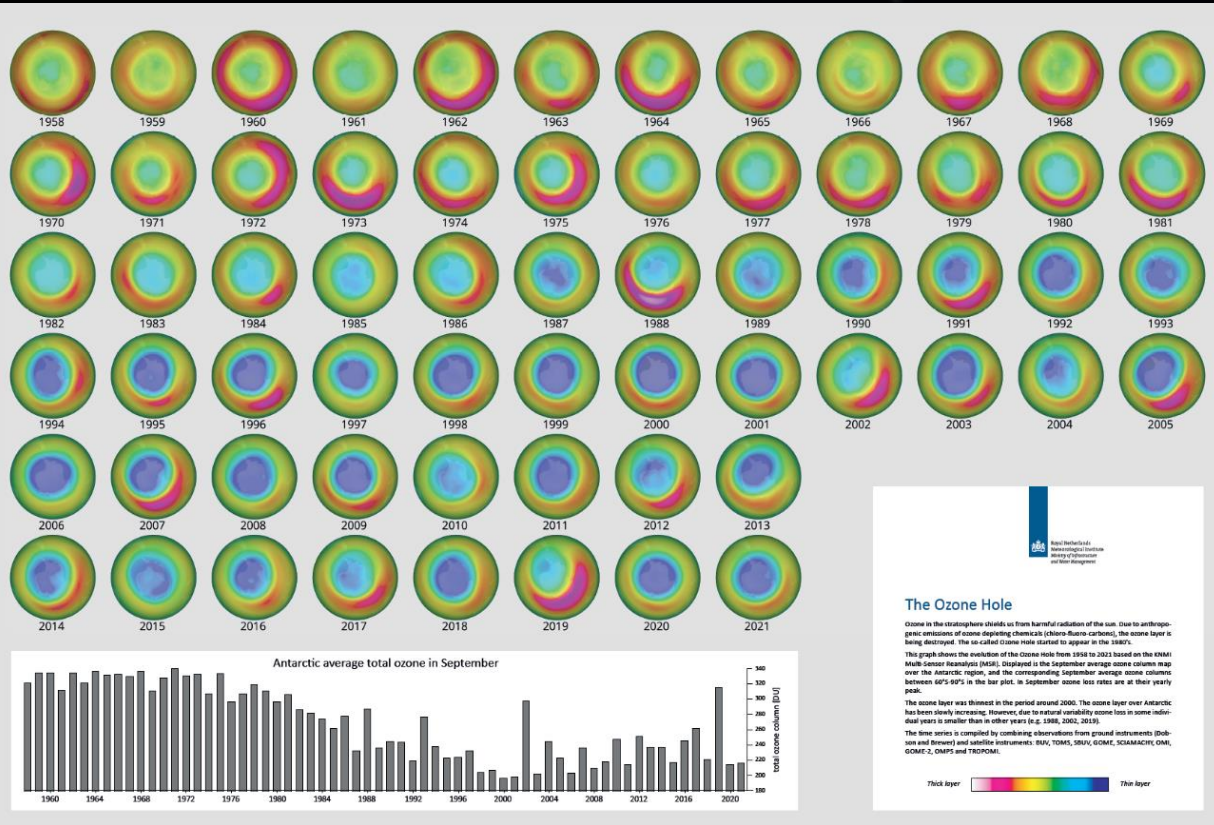 1958 1959 1960 1961 1962 1963 1964 1965 1966 1967 1968 1969
1970 1971 1972 1973 1974 1975 1976 1977 1978 1979 1980 1981
1982 1983 1984 1985 1986 1987 1988 1989 1990 1991 1992 1993
1994 1995 1996 1997 1998 1999 2000 2001 2002 2003 2004 2005
2006 2007 2008 2009 2010 2011 2012 2013
2014 2015 2016 2017 2018 2019 2020 2021
Antarctic average total ozone in September
340
320
300
280
260
240
220
200
180
total ozone column [DU]
1960 1964 1968 1972 1976 1980 1984 1988 1992 1996 2000 2004 2008 2012 2016 2020
Royal Netherlands
Meteorological Institute
Ministry of Infrastructure
and Water Management
The Ozone Hole
Ozone in the stratosphere shields us from harmful radiation of the sun. Due to anthropo-
genic emissions of ozone depleting chemicals (chloro-fluoro-carbons), the ozone layer is
being destroyed. The so-called Ozone Hole started to appear in the 1980's.
This graph shows the evolution of the Ozone Hole from 1958 to 2021 based on the KNMI
Multi-Sensor Reanalysis (MSR). Displayed is the September average ozone column map
over the Antarctic region, and the corresponding September average ozone columns
between 60°S-90°S in the bar plot. In September ozone loss rates are at their yearly
peak.
The ozone layer was thinnest in the period around 2000. The ozone layer over Antarctic
has been slowly increasing. However, due to natural variability ozone loss in some indivi-
dual years is smaller than in other years (e.g. 1988, 2002, 2019).
The time series is compiled by combining observations from ground instruments (Dob-
son and Brewer) and satellite instruments: BUV, TOMS, SBUV, GOME, SCIAMACHY, OMI,
GOME-2, OMPS and TROPOMI.
Thick layer Thin layer